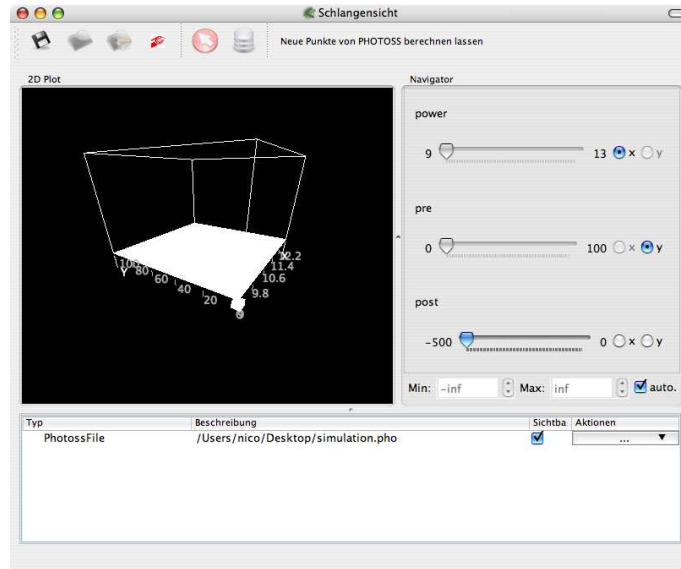 Schlangensicht
Neue Punkte von PHOTOSS berechnen lassen
2D Plot
Navigator
power
9 13 x y
pre
0 100 x y
post
-500 0 x y
Min: -inf Max: inf auto.
100 80 60 40 20 0
Y
9.8 10.6 11.4 12.2
X
Typ Beschreibung Sichtba Aktionen
PhotossFile /Users/nico/Desktop/simulation.pho ...